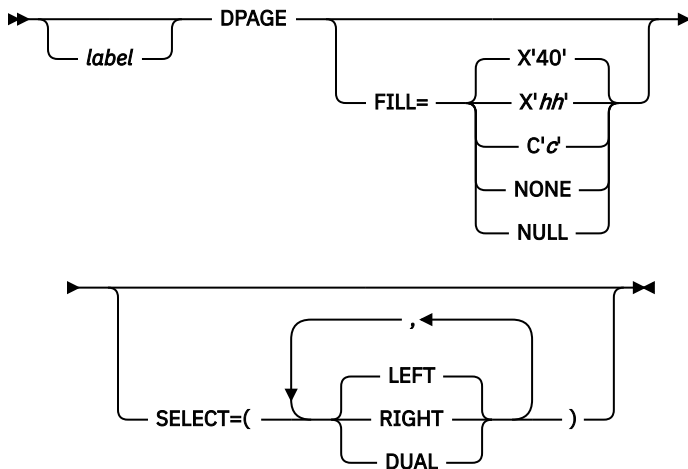 DPAGE
label
FILL=
X'40'
X'hh'
C'c'
NONE
NULL
,
SELECT=(
LEFT
RIGHT
DUAL
)